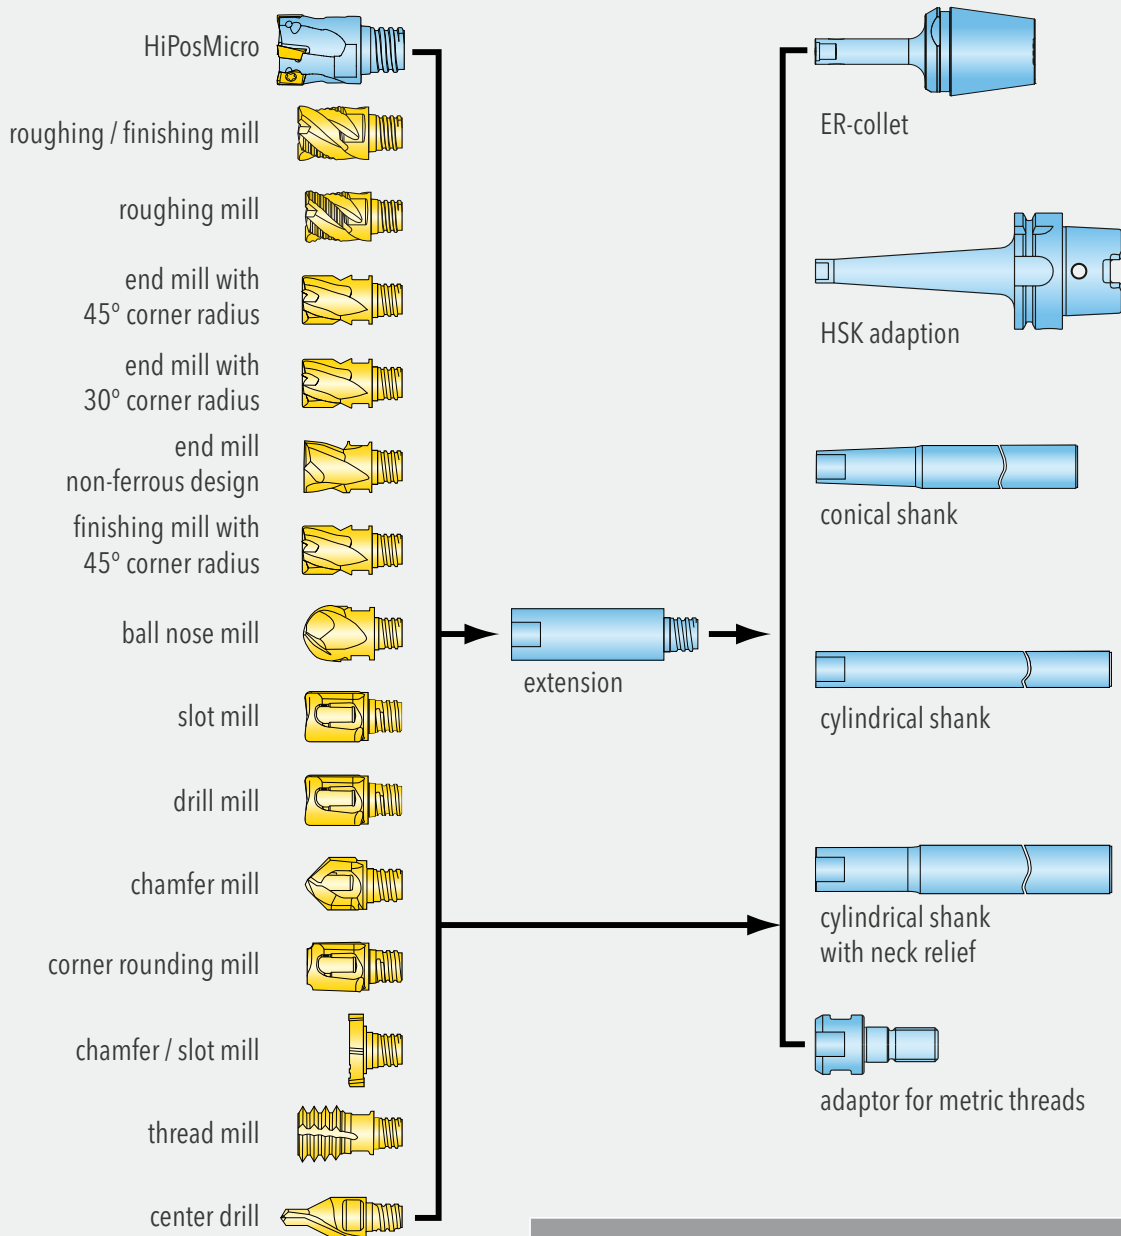 HiPosMicro
roughing / finishing mill
roughing mill
end mill with
45º corner radius
end mill with
30º corner radius
end mill
non-ferrous design
finishing mill with
45º corner radius
ball nose mill
slot mill
drill mill
chamfer mill
corner rounding mill
chamfer / slot mill
thread mill
center drill
extension
ER-collet
HSK adaption
conical shank
cylindrical shank
cylindrical shank
with neck relief
adaptor for metric threads